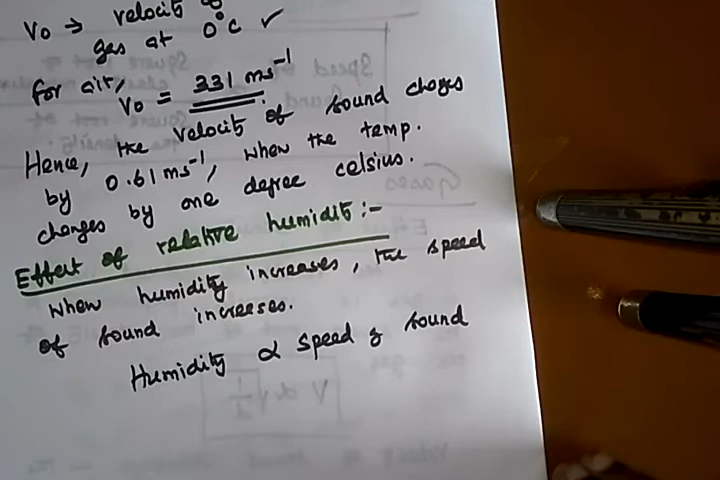 V₀ → velocity of
gas at 0°C ✓
for air,
V₀ = 331 ms⁻¹
Hence, the velocity of sound chages
by 0.61 ms⁻¹, when the temp.
changes by one degree celsius.
Effect of relative humidity :-
When humidity increases, the speed
of sound increases.
Humidity α speed of sound